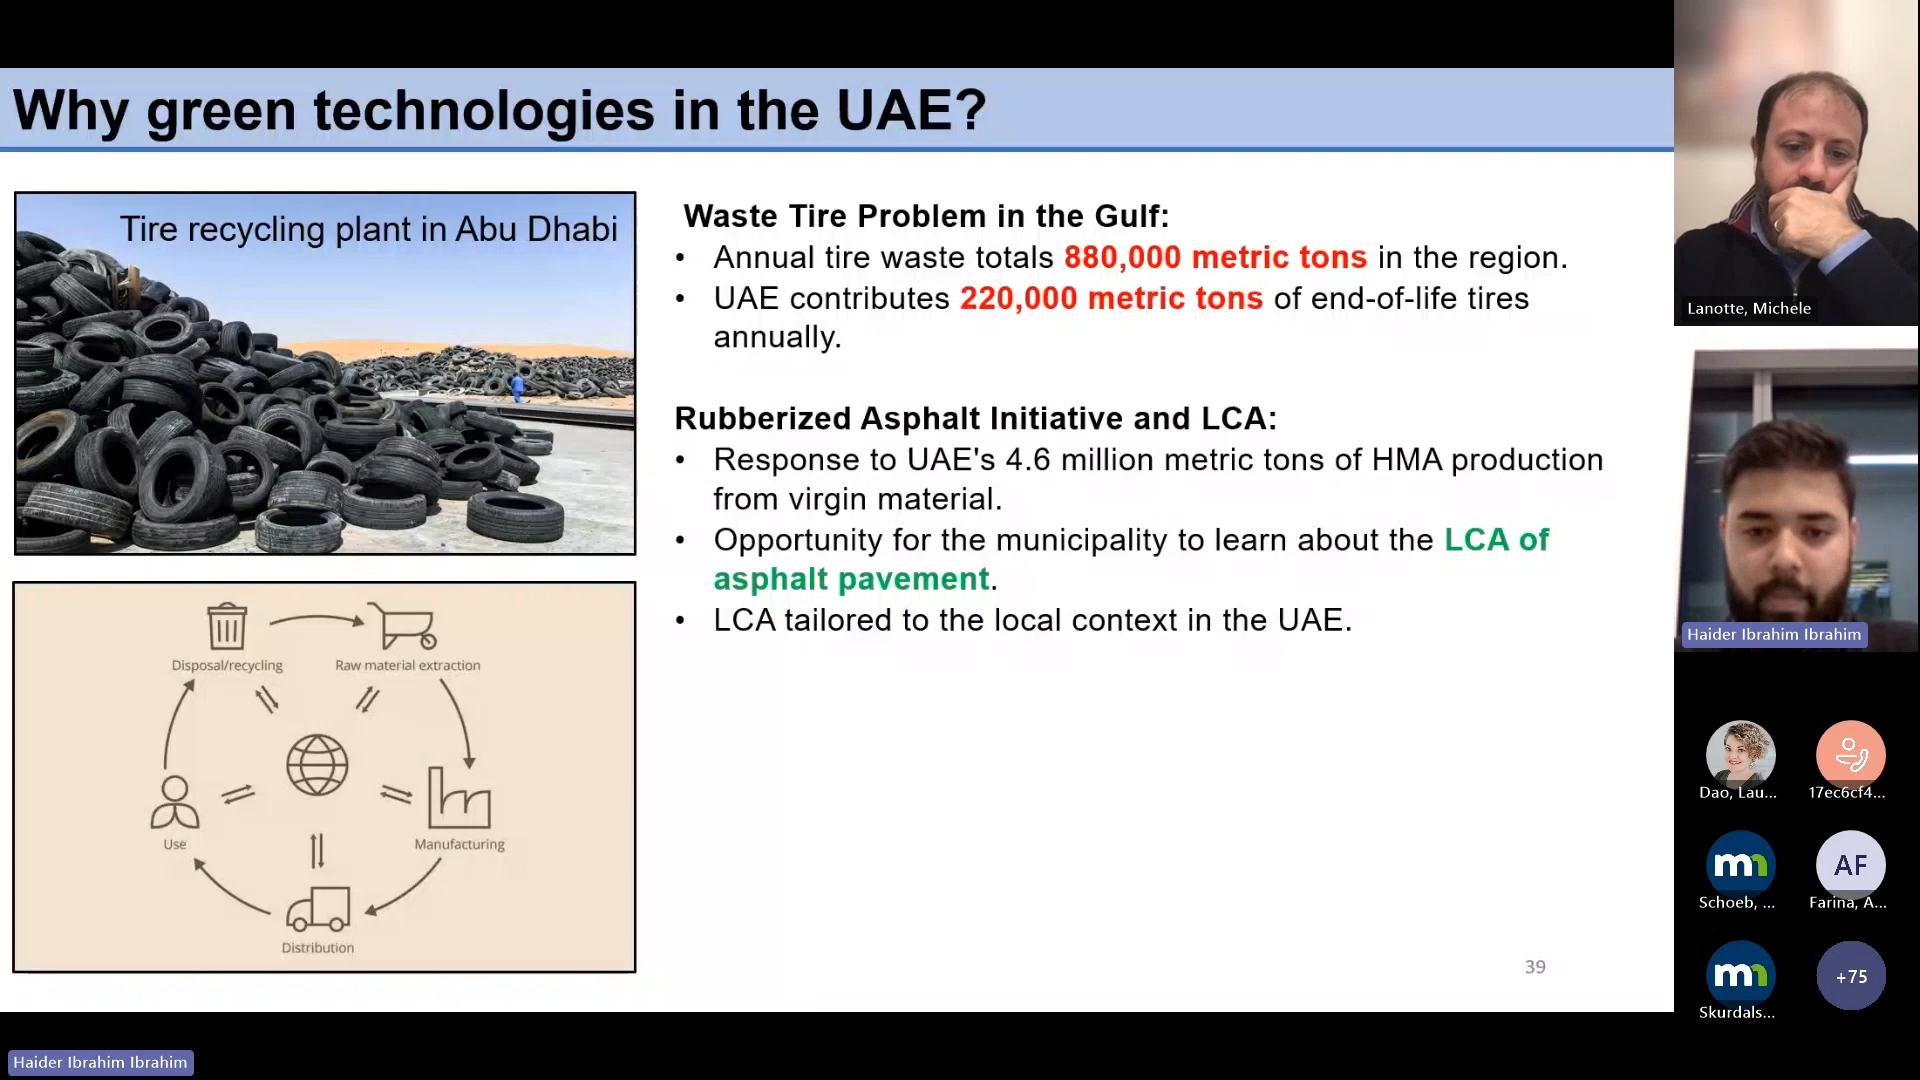 Why green technologies in the UAE?
Tire recycling plant in Abu Dhabi
Waste Tire Problem in the Gulf:
• Annual tire waste totals 880,000 metric tons in the region.
• UAE contributes 220,000 metric tons of end-of-life tires
annually.
Rubberized Asphalt Initiative and LCA:
• Response to UAE's 4.6 million metric tons of HMA production
from virgin material.
• Opportunity for the municipality to learn about the LCA of
asphalt pavement.
• LCA tailored to the local context in the UAE.
Disposal/recycling
Raw material extraction
Use
Manufacturing
Distribution
39
Lanotte, Michele
Haider Ibrahim Ibrahim
Dao, Lau...
17ec6cf4...
mn
Schoeb, ...
AF
Farina, A...
mn
Skurdals...
+75
Haider Ibrahim Ibrahim